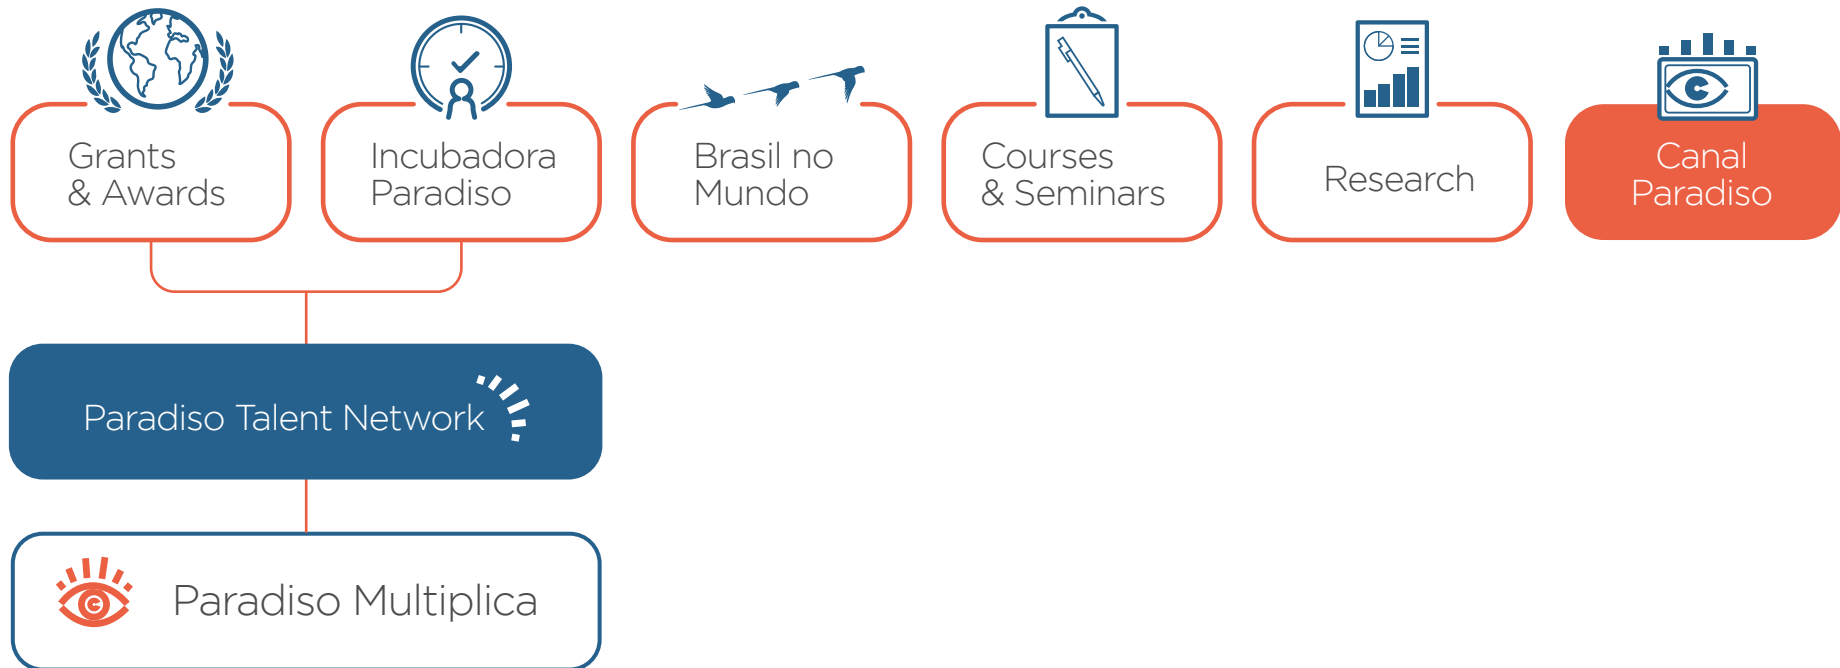 Grants
& Awards
Incubadora
Paradiso
Brasil no
Mundo
Courses
& Seminars
Research
Canal
Paradiso
Paradiso Talent Network
Paradiso Multiplica